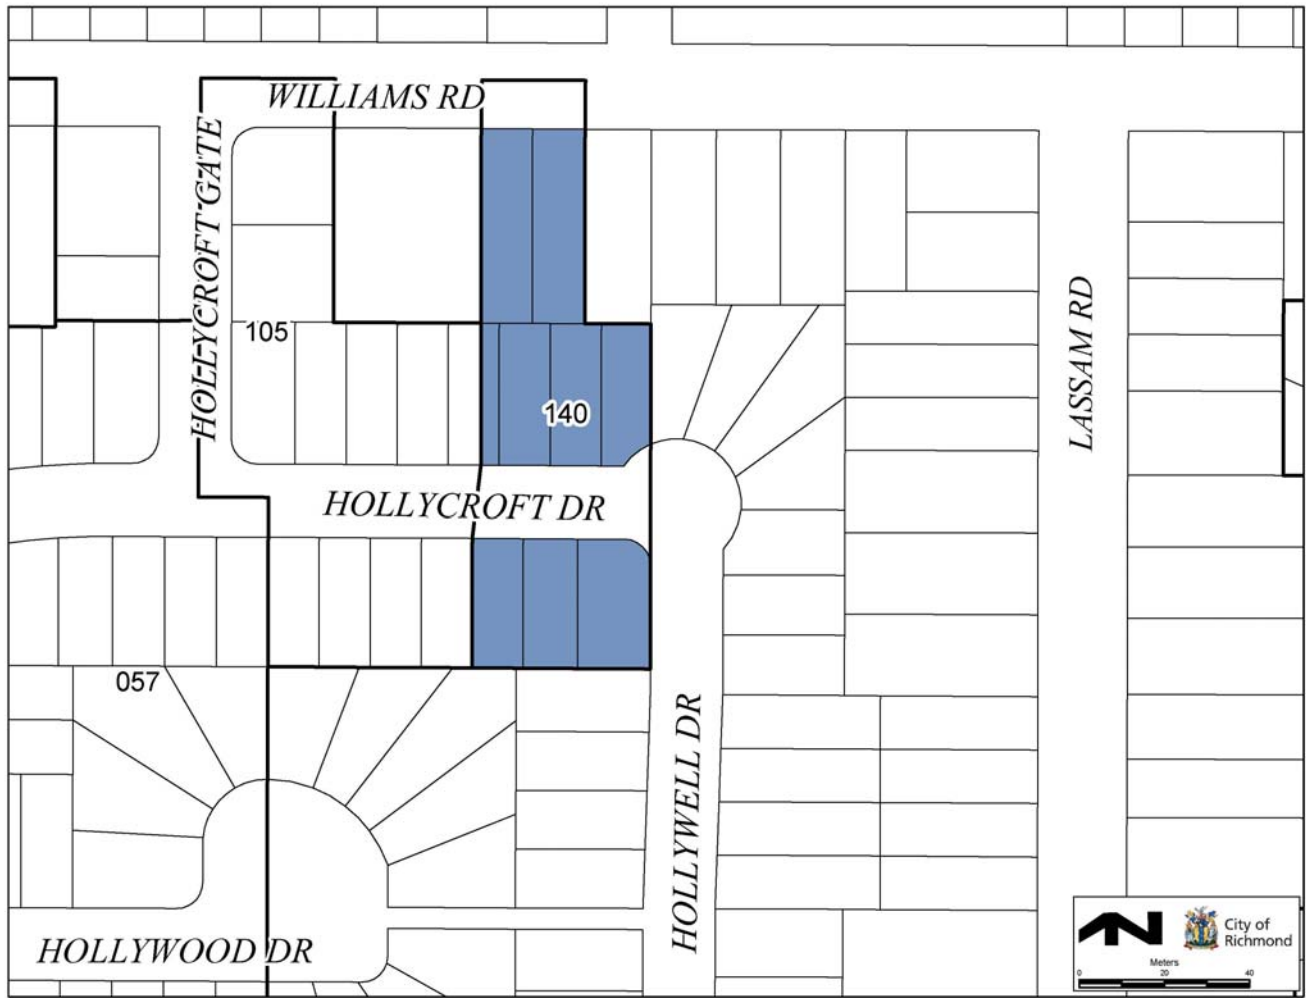 WILLIAMS RD
HOLLYCROFT GATE
105
140
LASSAM RD
HOLLYCROFT DR
057
HOLLYWELL DR
HOLLYWOOD DR
City of
Richmond
Meters
0 20 40